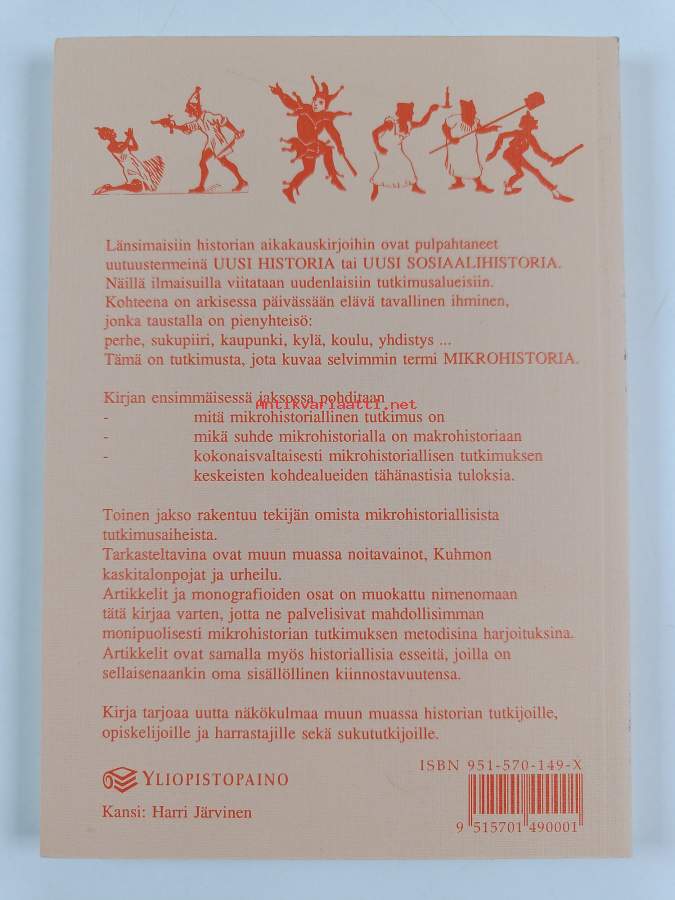 Länsimaisiin historian aikakauskirjoihin ovat pulpahtaneet
uutuustermeinä UUSI HISTORIA tai UUSI SOSIAALIHISTORIA.
Näillä ilmaisuilla viitataan uudenlaisiin tutkimusalueisiin.
Kohteena on arkisessa päivässään elävä tavallinen ihminen,
jonka taustalla on pienyhteisö:
perhe, sukupiiri, kaupunki, kylä, koulu, yhdistys ...
Tämä on tutkimusta, jota kuvaa selvimmin termi MIKROHISTORIA.
Kirjan ensimmäisessä jaksossa pohditaan
Antikvariaatti.net
- mitä mikrohistoriallinen tutkimus on
- mikä suhde mikrohistorialla on makrohistoriaan
- kokonaisvaltaisesti mikrohistoriallisen tutkimuksen
keskeisten kohdealueiden tähänastisia tuloksia.
Toinen jakso rakentuu tekijän omista mikrohistoriallisista
tutkimusaiheista.
Tarkasteltavina ovat muun muassa noitavainot, Kuhmon
kaskitalonpojat ja urheilu.
Artikkelit ja monografioiden osat on muokattu nimenomaan
tätä kirjaa varten, jotta ne palvelisivat mahdollisimman
monipuolisesti mikrohistorian tutkimuksen metodisina harjoituksina.
Artikkelit ovat samalla myös historiallisia esseitä, joilla on
sellaisenaankin oma sisällöllinen kiinnostavuutensa.
Kirja tarjoaa uutta näkökulmaa muun muassa historian tutkijoille,
opiskelijoille ja harrastajille sekä sukututkijoille.
ISBN 951-570-149-X
YLIOPISTOPAINO
Kansi: Harri Järvinen
9 515701 490001